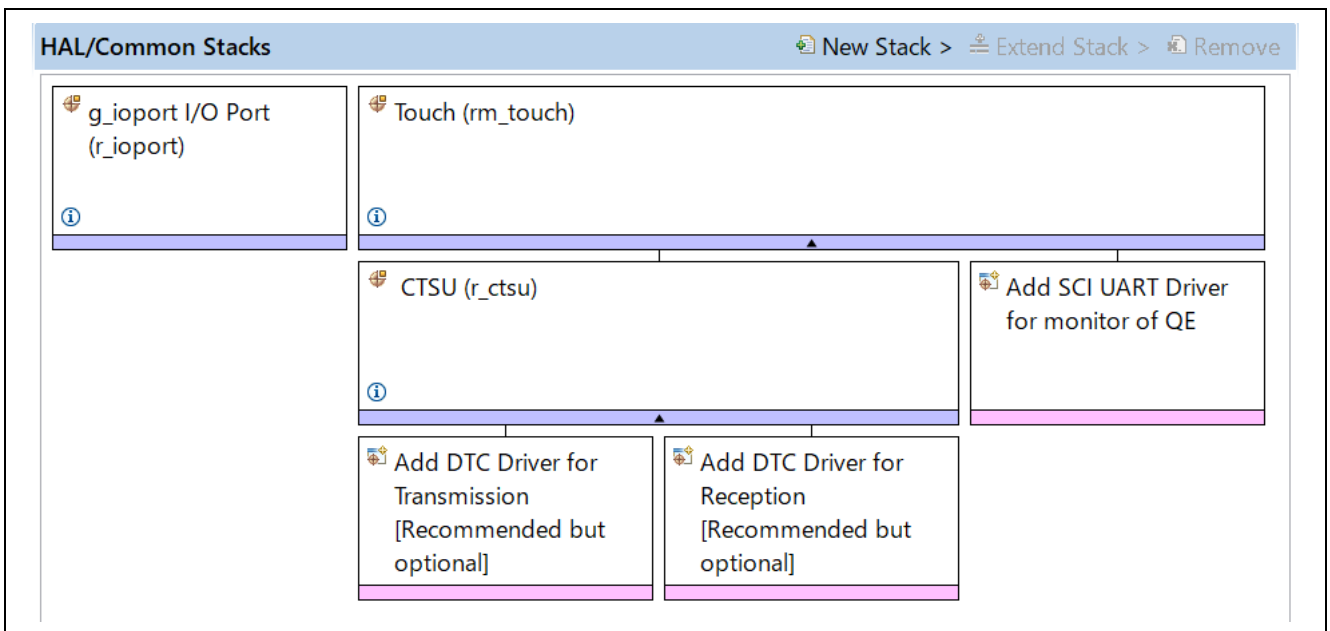 HAL/Common Stacks
New Stack > Extend Stack > Remove
g_ioport I/O Port
(r_ioport)
Touch (rm_touch)
CTSU (r_ctsu)
Add SCI UART Driver
for monitor of QE
Add DTC Driver for
Transmission
[Recommended but
optional]
Add DTC Driver for
Reception
[Recommended but
optional]